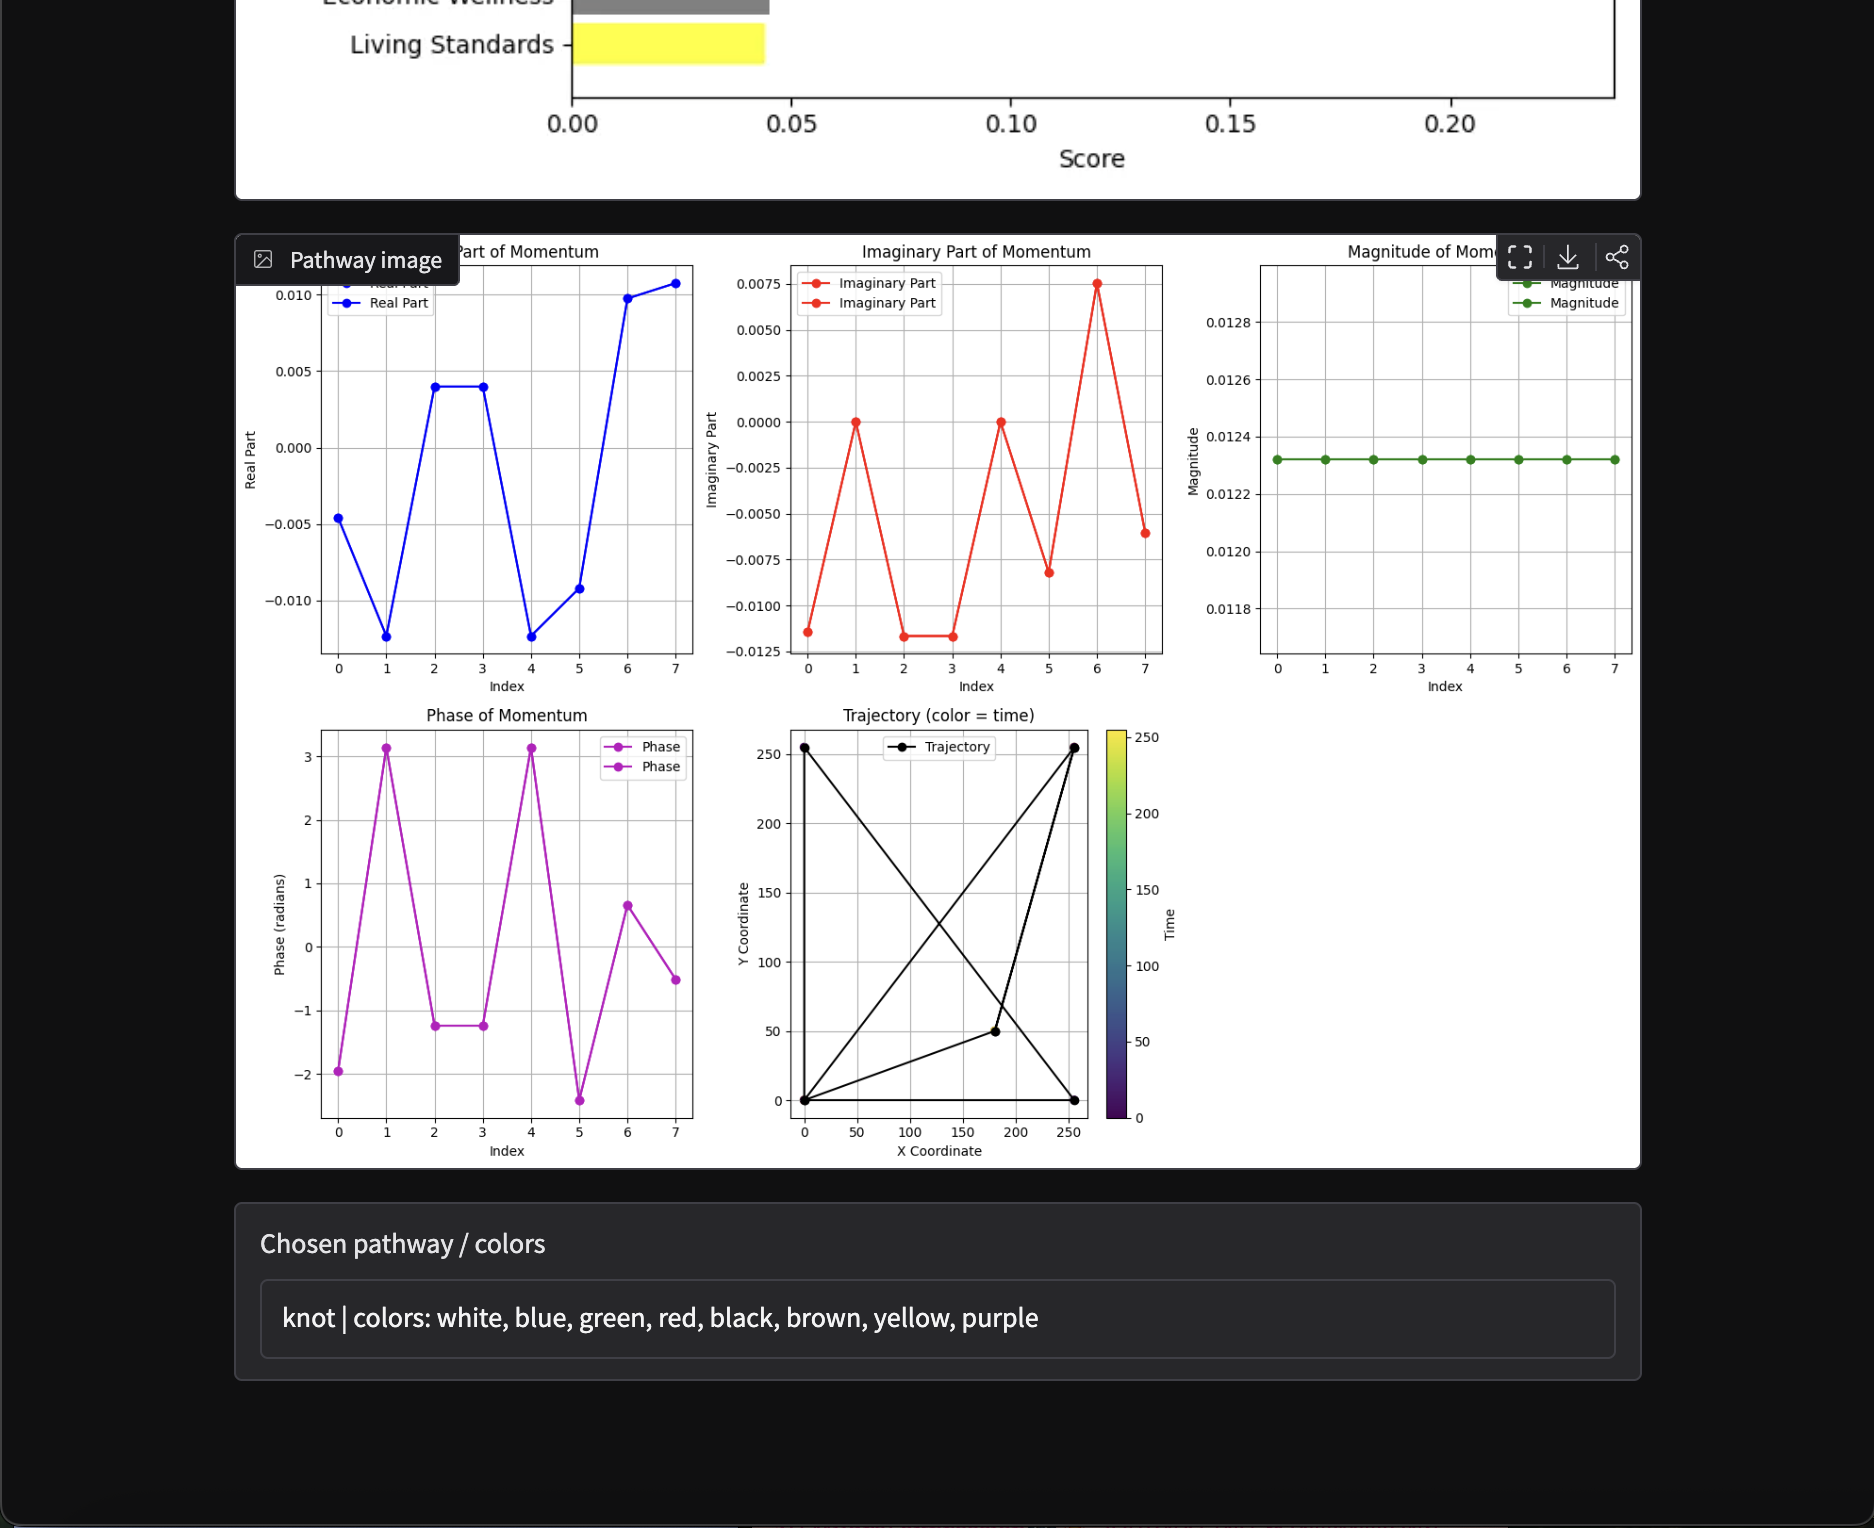 Economic Wellness
Living Standards
0.00 0.05 0.10 0.15 0.20
Score
Pathway image
Part of Momentum
Real Part
Real Part
0.010
0.005
0.000
−0.005
−0.010
Real Part
0 1 2 3 4 5 6 7
Index
Imaginary Part of Momentum
Imaginary Part
Imaginary Part
0.0075
0.0050
0.0025
0.0000
−0.0025
−0.0050
−0.0075
−0.0100
−0.0125
Imaginary Part
0 1 2 3 4 5 6 7
Index
Magnitude of Mome
Magnitude
Magnitude
0.0128
0.0126
0.0124
0.0122
0.0120
0.0118
Magnitude
0 1 2 3 4 5 6 7
Index
Phase of Momentum
Phase
Phase
3
2
1
0
−1
−2
Phase (radians)
0 1 2 3 4 5 6 7
Index
Trajectory (color = time)
Trajectory
250
200
150
100
50
0
Y Coordinate
0 50 100 150 200 250
X Coordinate
250
200
150
100
50
0
Time
Chosen pathway / colors
knot | colors: white, blue, green, red, black, brown, yellow, purple